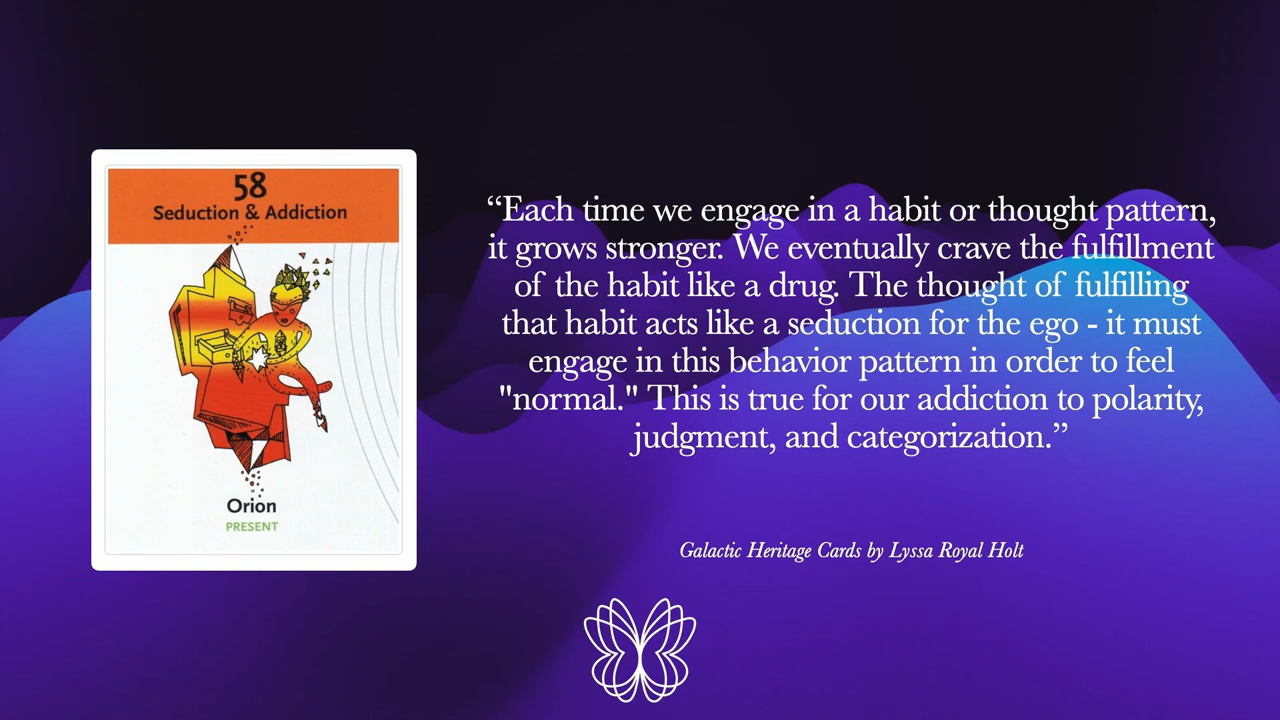 58
Seduction & Addiction
Orion
PRESENT
“Each time we engage in a habit or thought pattern,
it grows stronger. We eventually crave the fulfillment
of the habit like a drug. The thought of fulfilling
that habit acts like a seduction for the ego - it must
engage in this behavior pattern in order to feel
"normal." This is true for our addiction to polarity,
judgment, and categorization.”
Galactic Heritage Cards by Lyssa Royal Holt